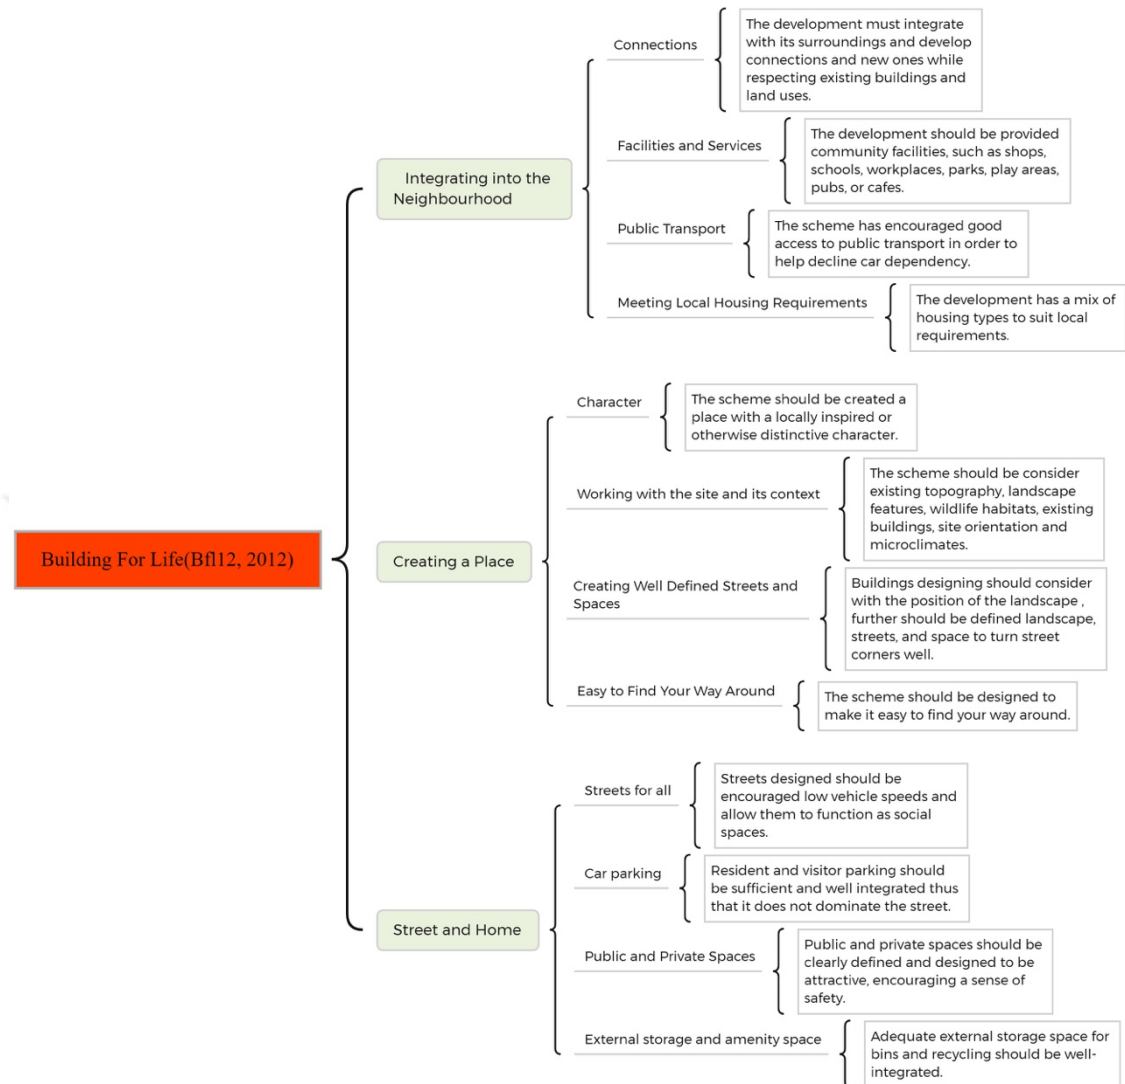 Building For Life(Bfl12, 2012)
Integrating into the
Neighbourhood
Connections
The development must integrate
with its surroundings and develop
connections and new ones while
respecting existing buildings and
land uses.
Facilities and Services
The development should be provided
community facilities, such as shops,
schools, workplaces, parks, play areas,
pubs, or cafes.
Public Transport
The scheme has encouraged good
access to public transport in order to
help decline car dependency.
Meeting Local Housing Requirements
The development has a mix of
housing types to suit local
requirements.
Creating a Place
Character
The scheme should be created a
place with a locally inspired or
otherwise distinctive character.
Working with the site and its context
The scheme should be consider
existing topography, landscape
features, wildlife habitats, existing
buildings, site orientation and
microclimates.
Creating Well Defined Streets and
Spaces
Buildings designing should consider
with the position of the landscape ,
further should be defined landscape,
streets, and space to turn street
corners well.
Easy to Find Your Way Around
The scheme should be designed to
make it easy to find your way around.
Street and Home
Streets for all
Streets designed should be
encouraged low vehicle speeds and
allow them to function as social
spaces.
Car parking
Resident and visitor parking should
be sufficient and well integrated thus
that it does not dominate the street.
Public and Private Spaces
Public and private spaces should be
clearly defined and designed to be
attractive, encouraging a sense of
safety.
External storage and amenity space
Adequate external storage space for
bins and recycling should be well-
integrated.